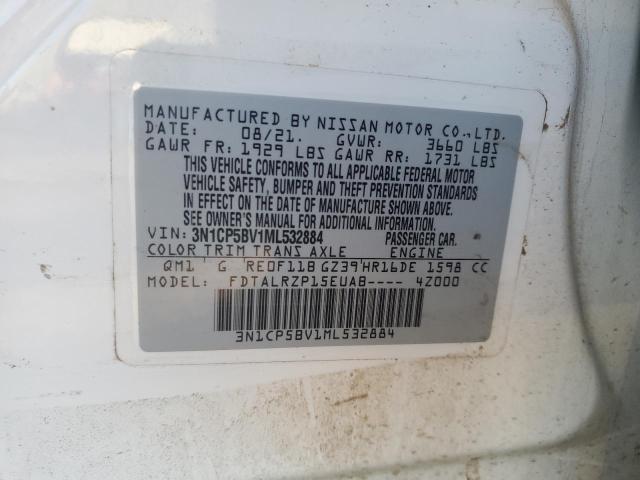 MANUFACTURED BY NISSAN MOTOR CO.,LTD.
DATE: 08/21. GVWR: 3660 LBS
GAWR FR: 1929 LBS GAWR RR: 1731 LBS
THIS VEHICLE CONFORMS TO ALL APPLICABLE FEDERAL MOTOR
VEHICLE SAFETY, BUMPER AND THEFT PREVENTION STANDARDS
IN EFFECT ON THE DATE OF MANUFACTURE SHOWN ABOVE.
SEE OWNER'S MANUAL FOR ADDITIONAL INFORMATION
VIN: 3N1CP5BV1ML532884 PASSENGER CAR.
COLOR TRIM TRANS AXLE ENGINE
QM1 ' G ' RE0F11B GZ39'HR16DE 1598 CC
MODEL: FDTALRZP15EUAB---- 4Z000
3N1CP5BV1ML532884